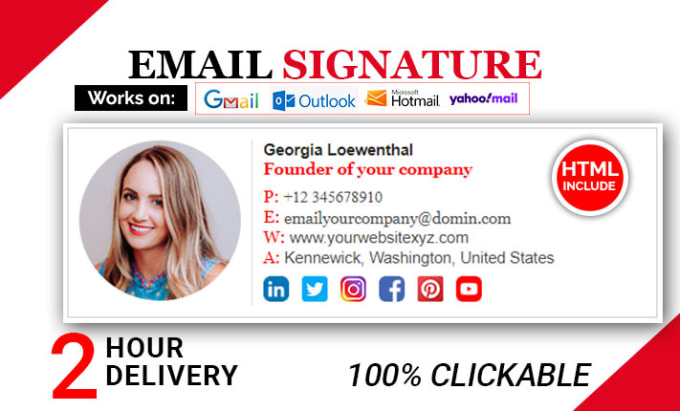 EMAIL SIGNATURE
Works on: Gmail Outlook Microsoft Hotmail yahoo!mail
Georgia Loewenthal
Founder of your company
P: +12 345678910
E: emailyourcompany@domin.com
W: www.yourwebsitexyz.com
A: Kennewick, Washington, United States
HTML
INCLUDE
in
2 HOUR
DELIVERY
100% CLICKABLE